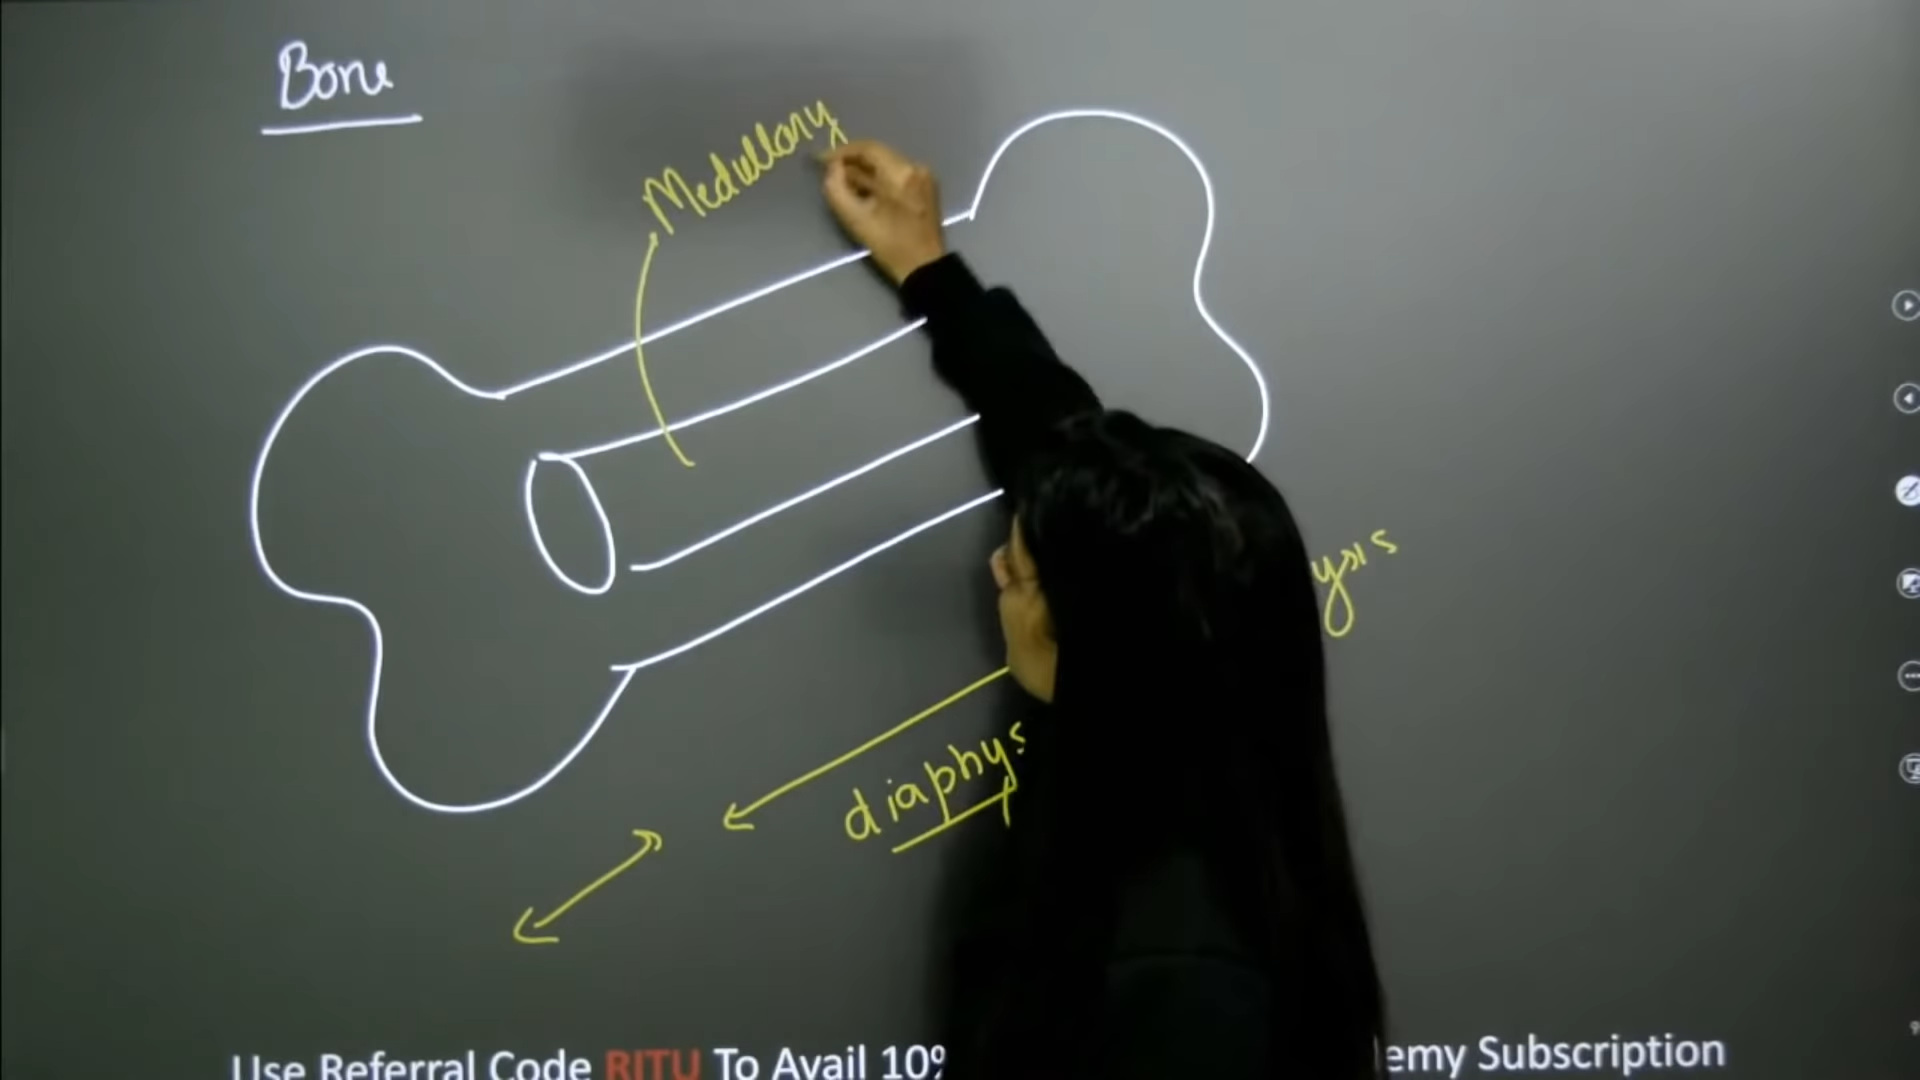 Bone
Medullary
ysis
diaphys
Use Referral Code RITU To Avail 10%
emy Subscription